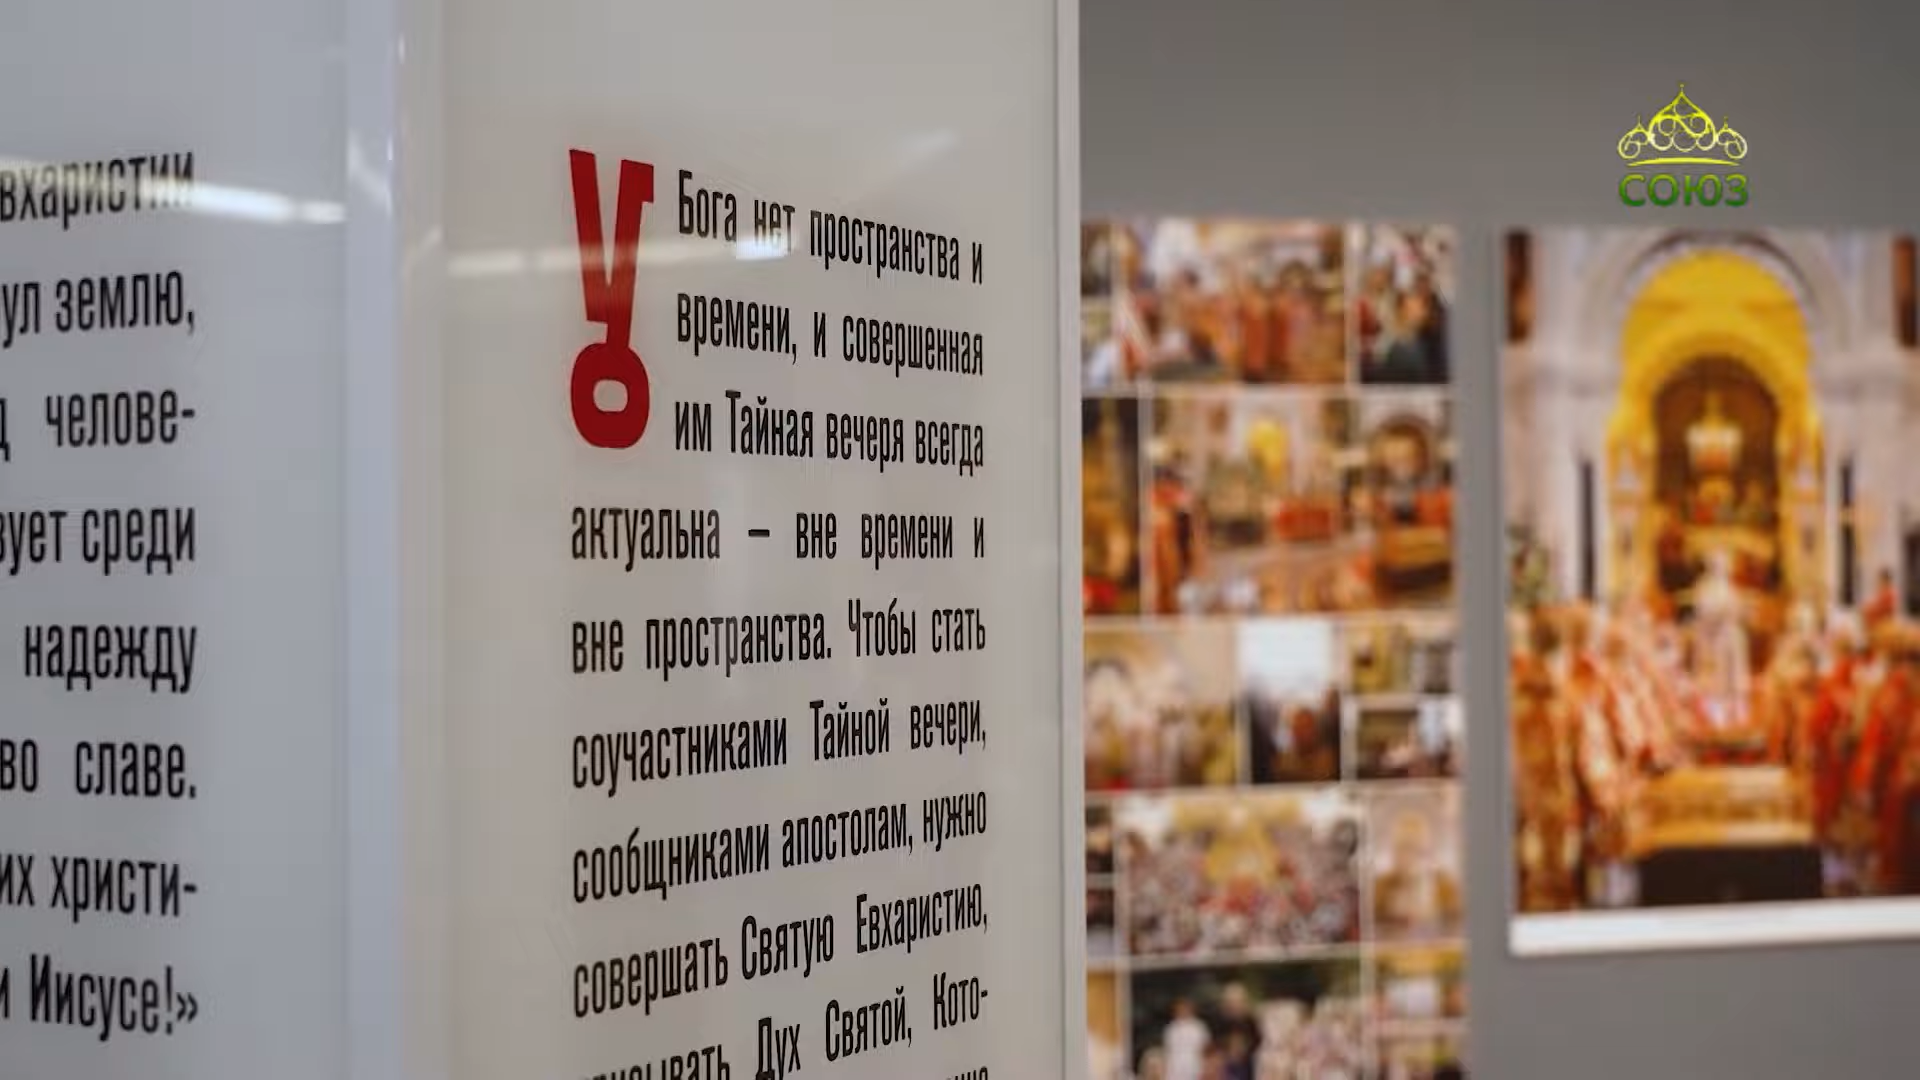 вхаристии
ул землю,
челове-
вует среди
надежду
во славе.
их христи-
и Иисусе!»
У Бога нет пространства и
времени, и совершенная
им Тайная вечеря всегда
актуальна – вне времени и
вне пространства. Чтобы стать
соучастниками Тайной вечери,
сообщниками апостолам, нужно
совершать Святую Евхаристию,
Дух Святой, Кото-
СОЮЗ